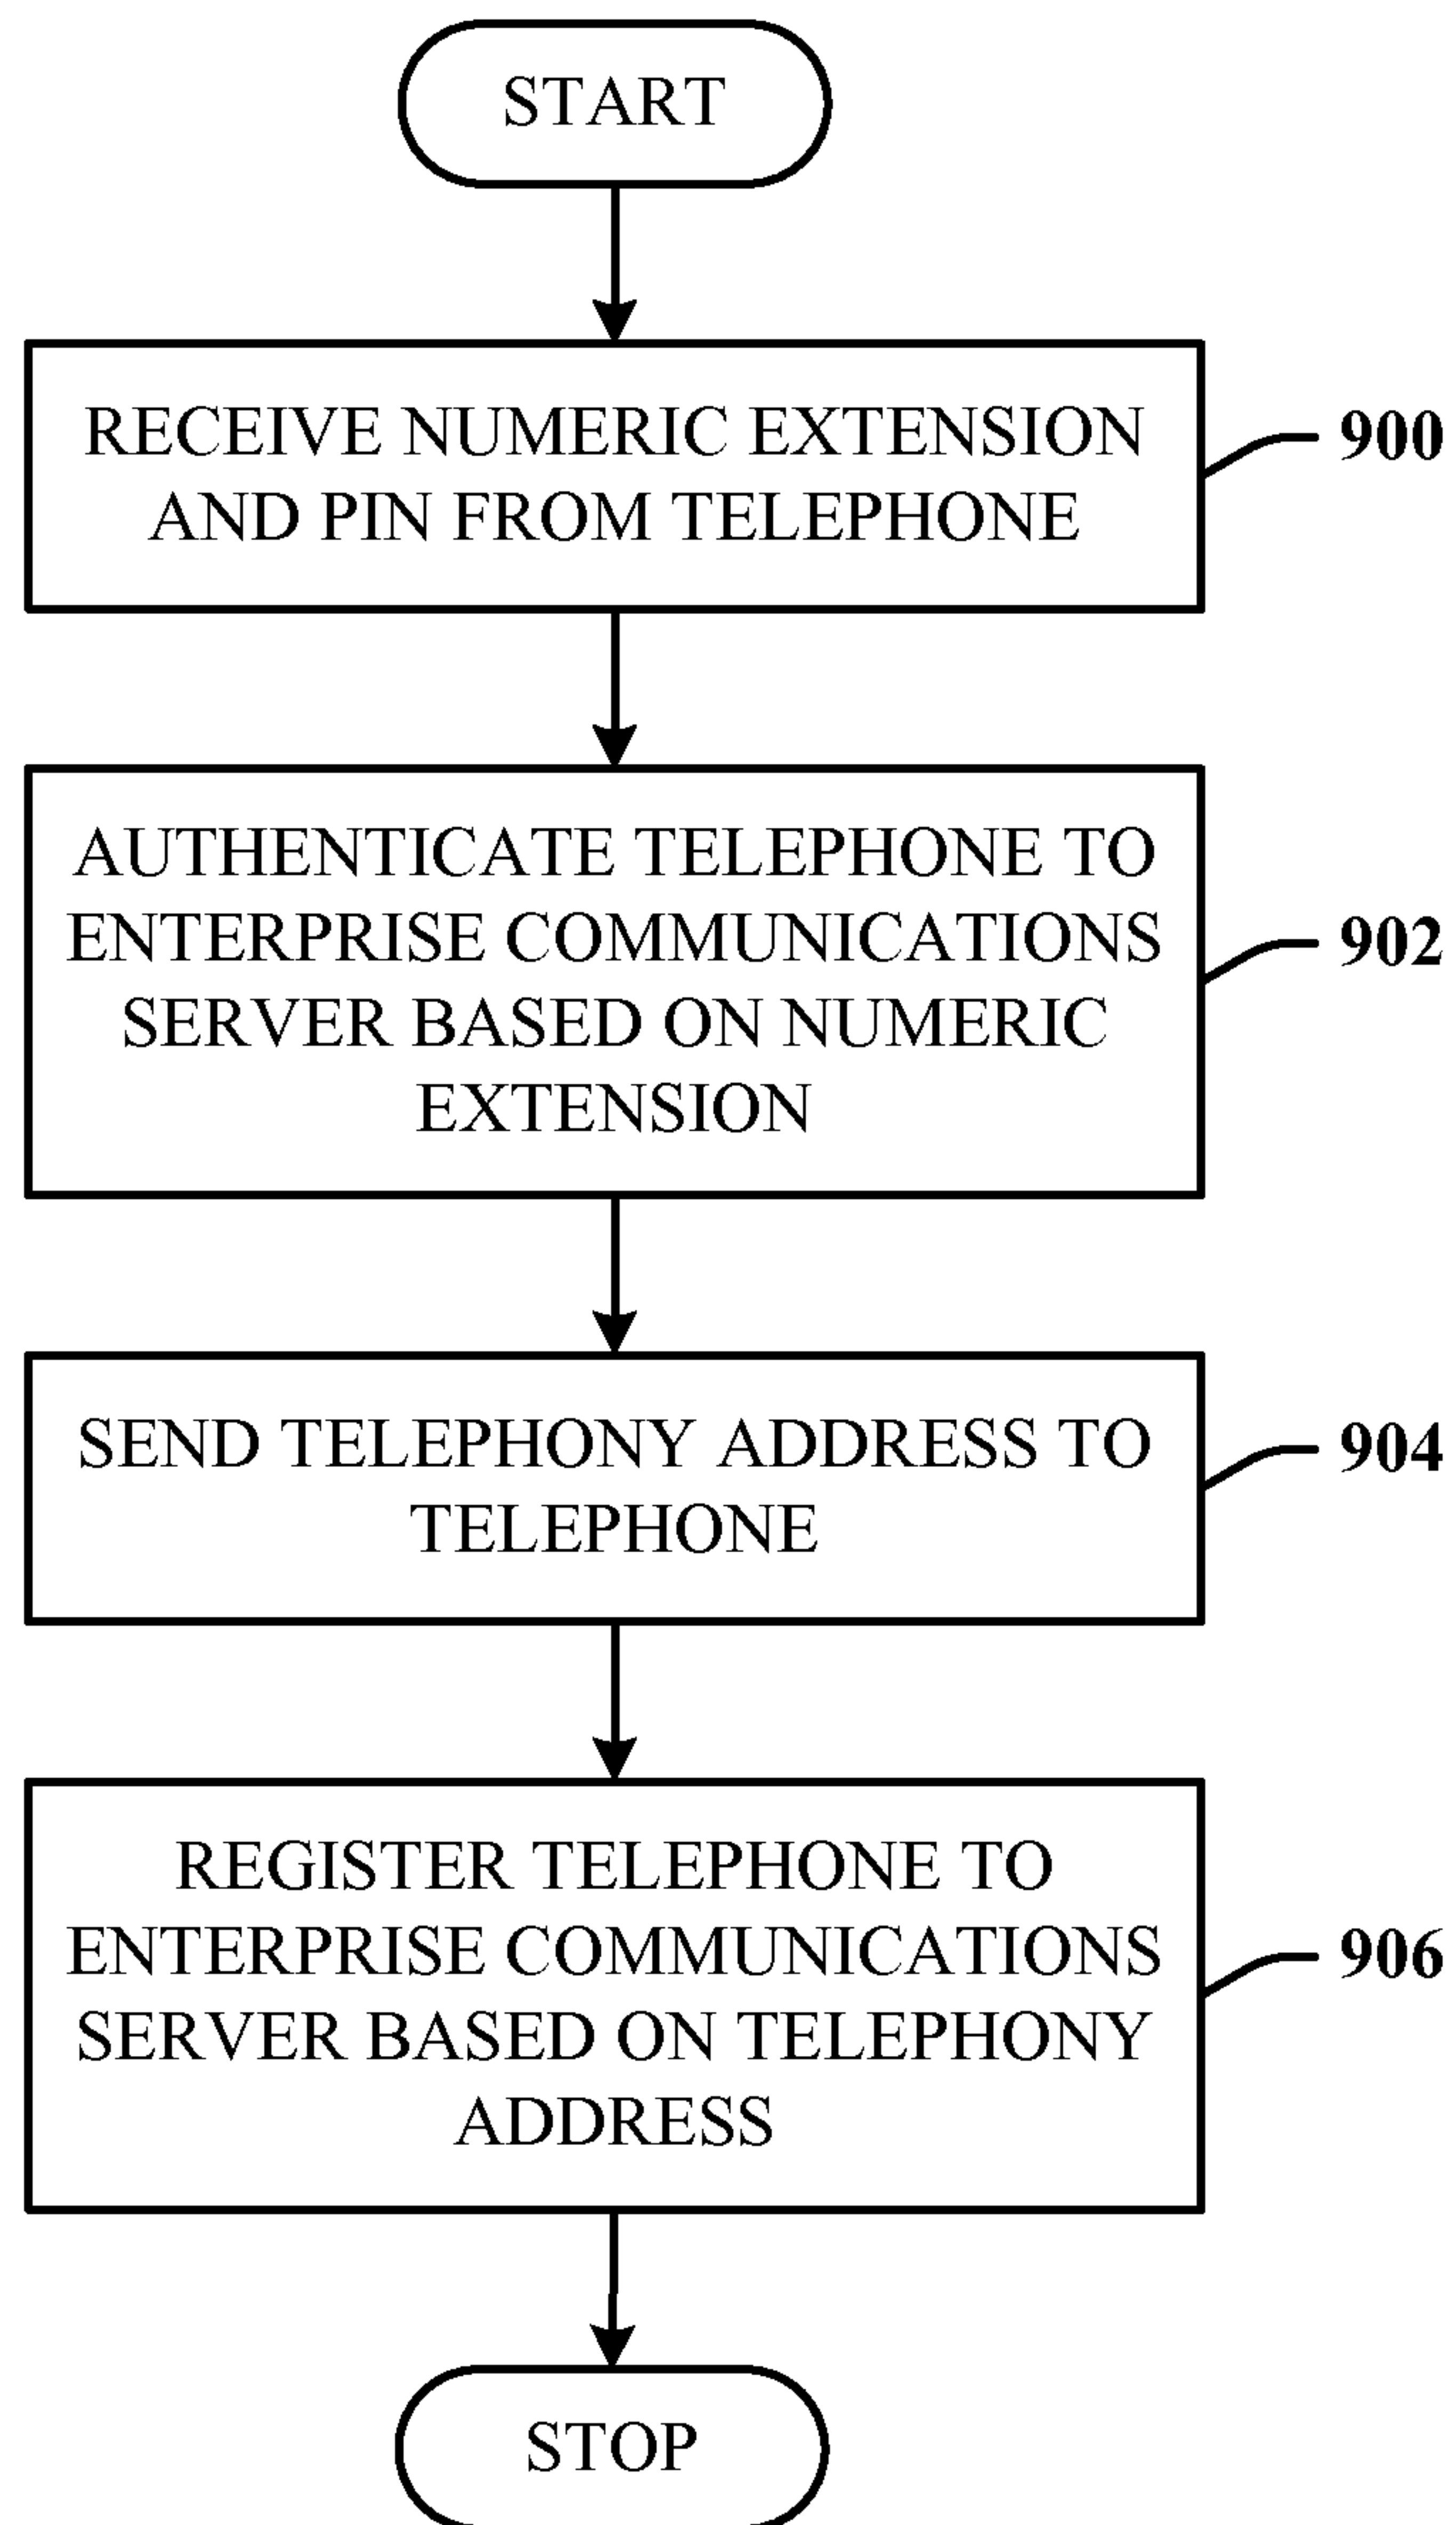 START
RECEIVE NUMERIC EXTENSION
AND PIN FROM TELEPHONE
900
AUTHENTICATE TELEPHONE TO
ENTERPRISE COMMUNICATIONS
SERVER BASED ON NUMERIC
EXTENSION
902
SEND TELEPHONY ADDRESS TO
TELEPHONE
904
REGISTER TELEPHONE TO
ENTERPRISE COMMUNICATIONS
SERVER BASED ON TELEPHONY
ADDRESS
906
STOP